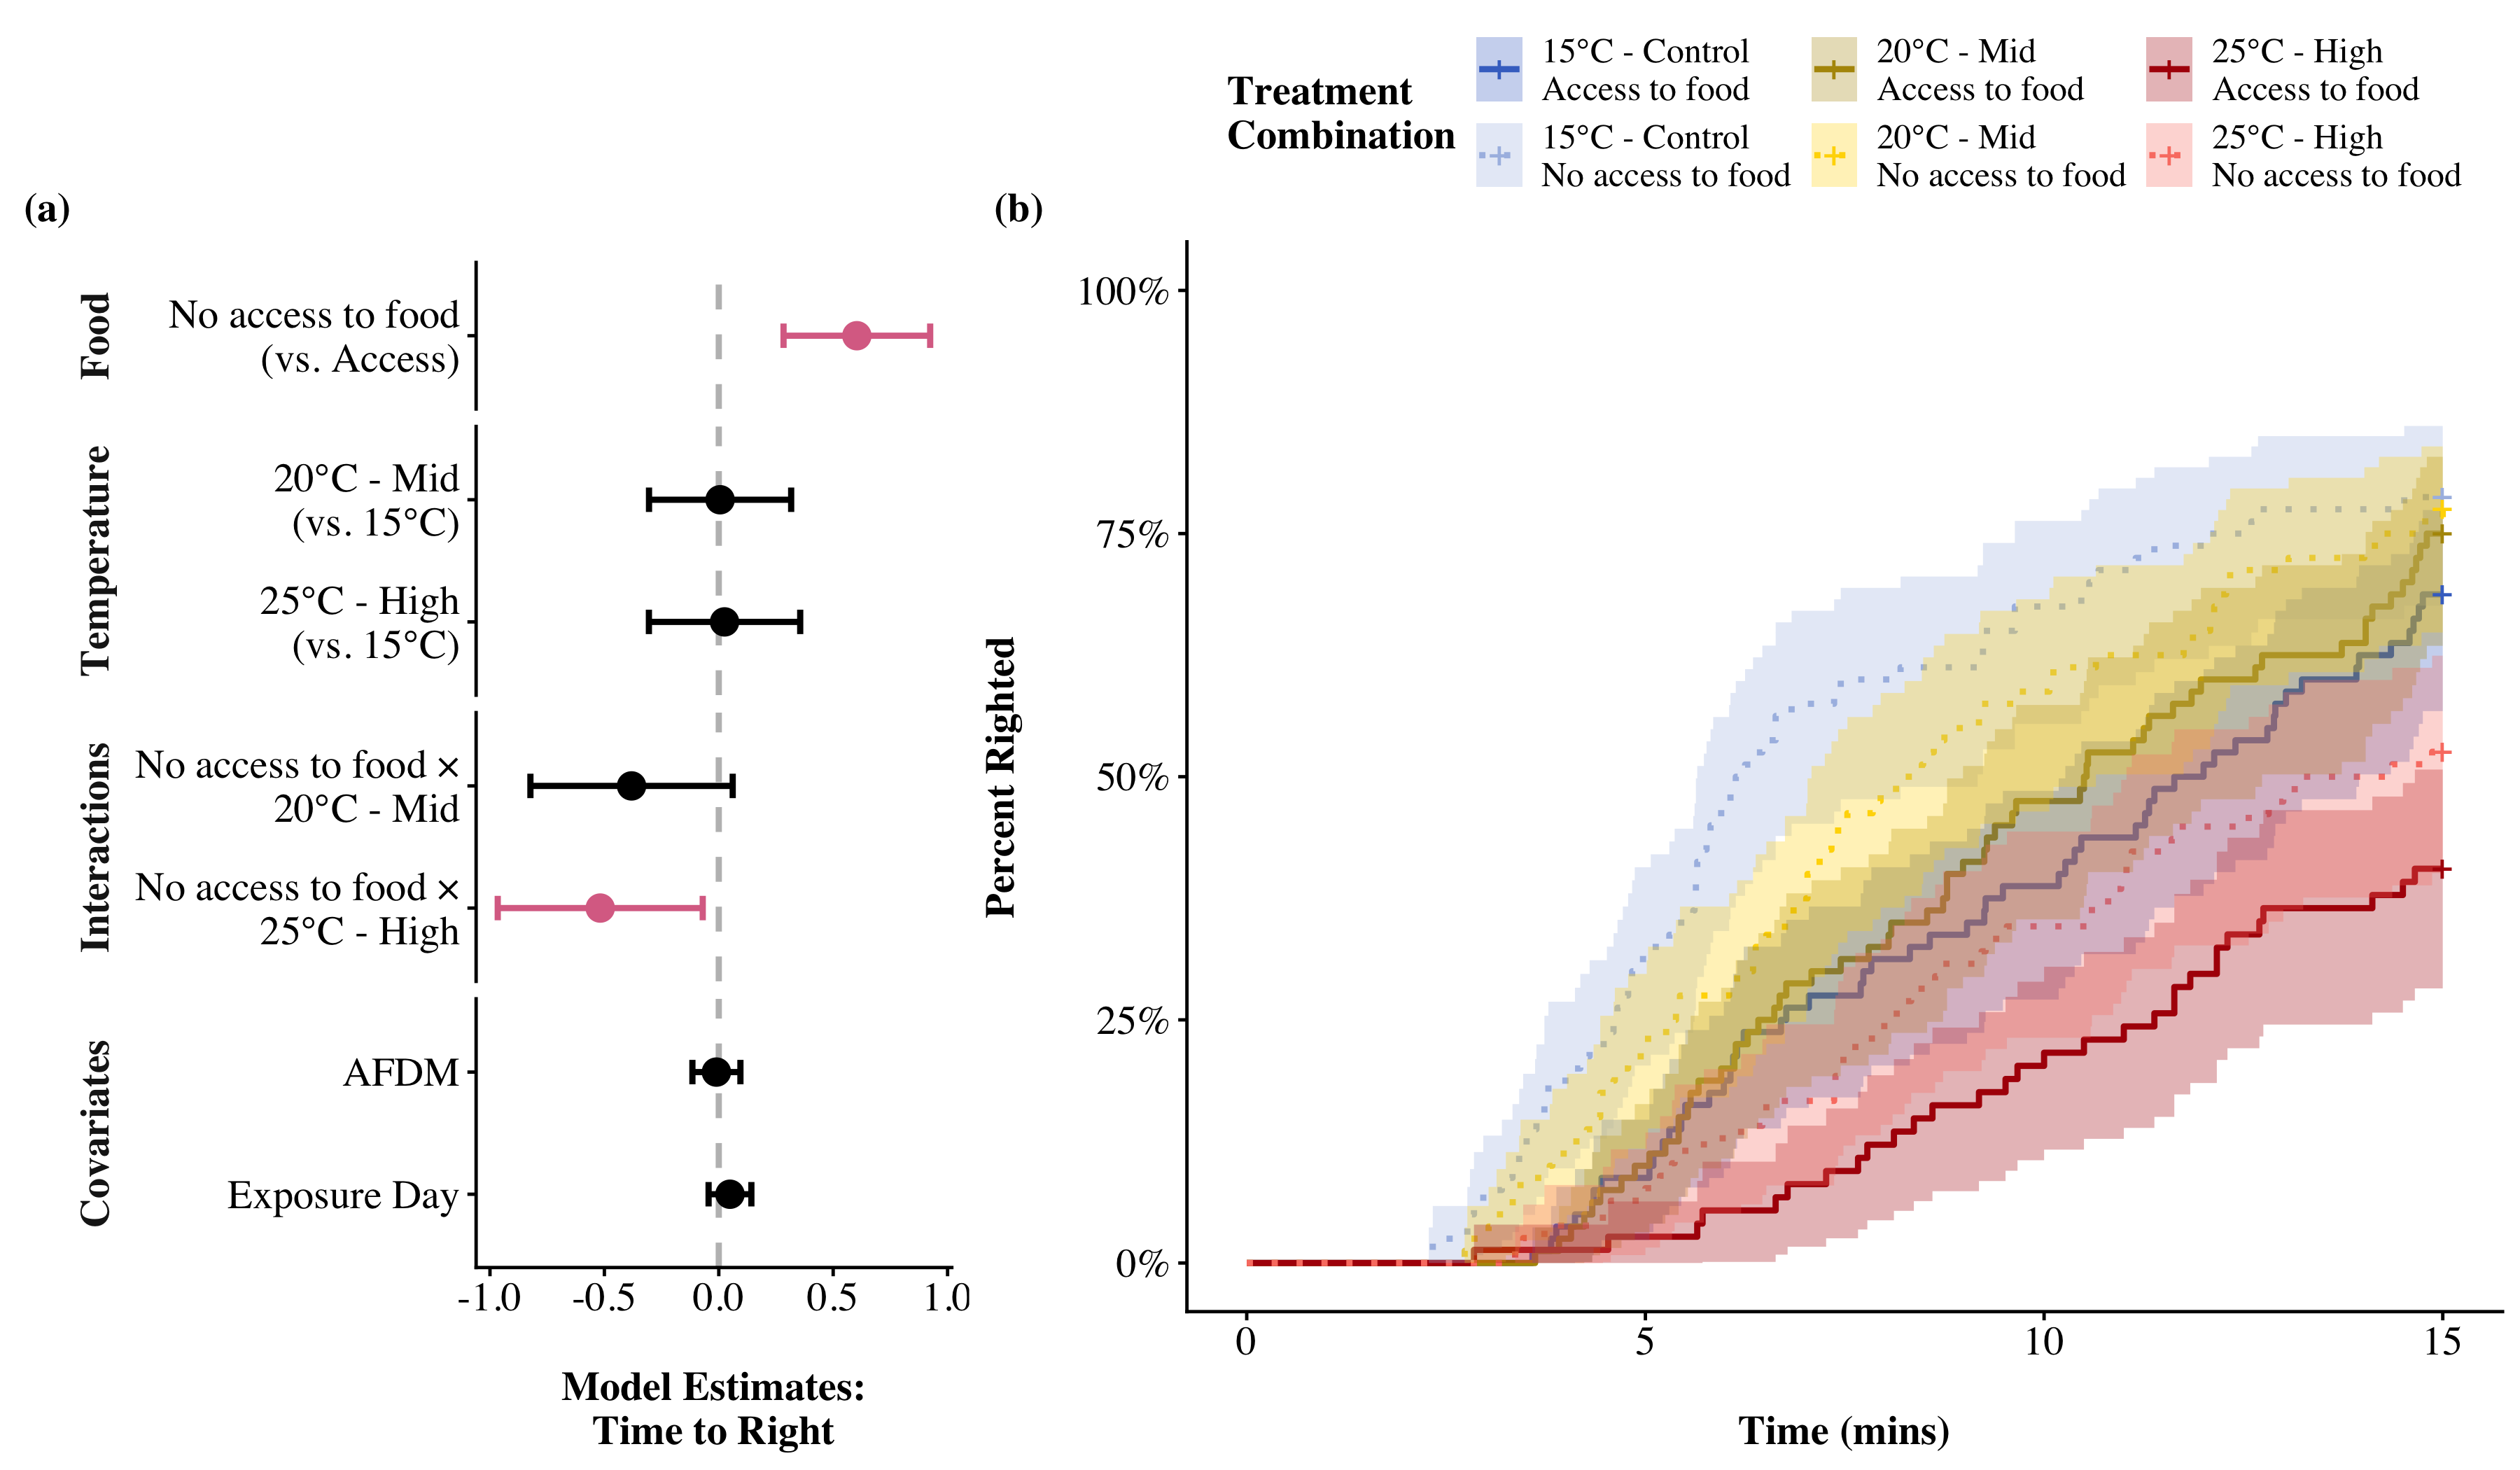 Treatment
Combination
15°C - Control
Access to food
20°C - Mid
Access to food
25°C - High
Access to food
15°C - Control
No access to food
20°C - Mid
No access to food
25°C - High
No access to food
(a)
Food
No access to food
(vs. Access)
Temperature
20°C - Mid
(vs. 15°C)
25°C - High
(vs. 15°C)
Interactions
No access to food ×
20°C - Mid
No access to food ×
25°C - High
Covariates
AFDM
Exposure Day
-1.0
-0.5
0.0
0.5
1.0
Model Estimates:
Time to Right
(b)
Percent Righted
100%
75%
50%
25%
0%
0
5
10
15
Time (mins)